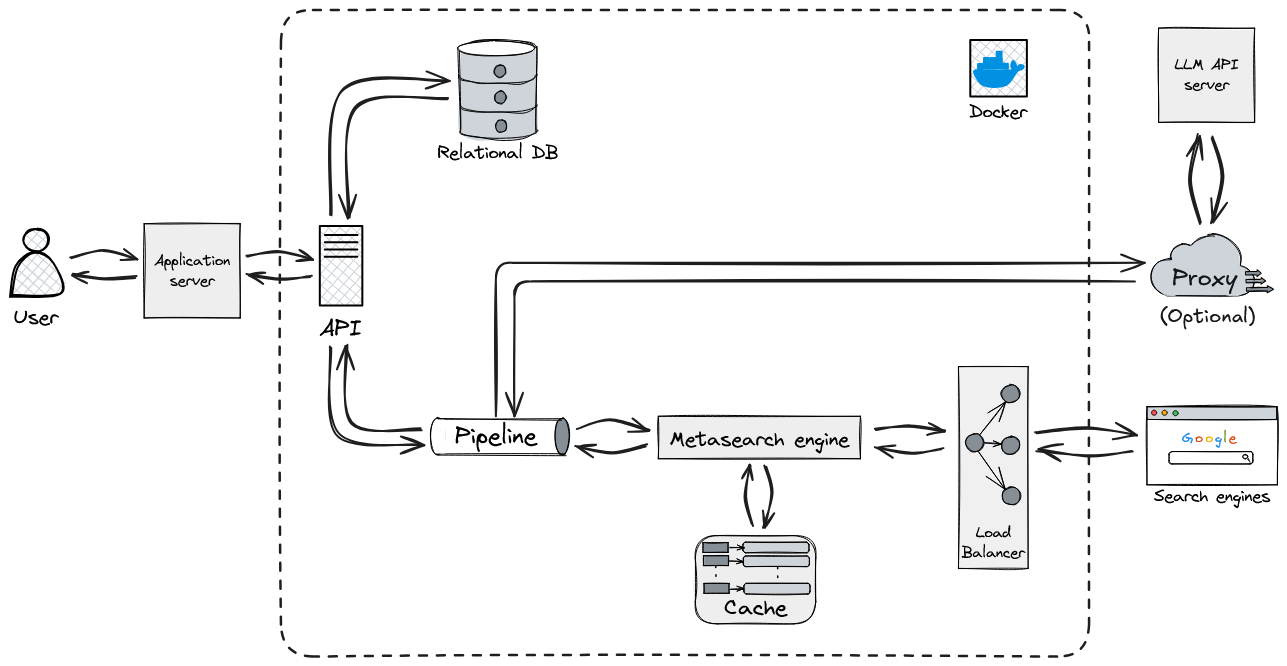 LLM API
server
Docker
Relational DB
Application
server
User
API
Proxy
(Optional)
Pipeline
Metasearch engine
Google
Search engines
Load
Balancer
Cache